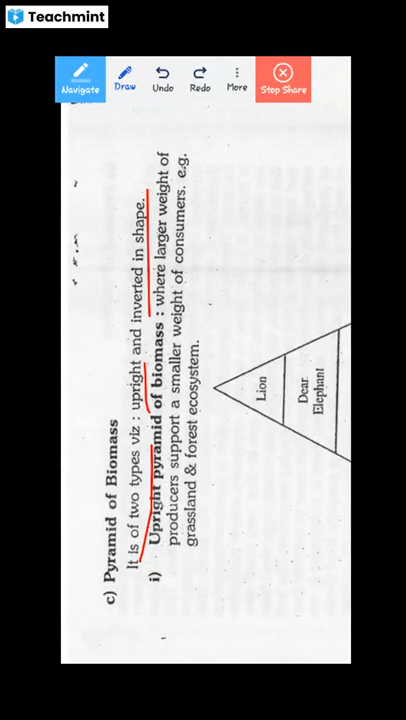 Teachmint
Navigate
Draw
Undo
Redo
More
Stop Share
c) Pyramid of Biomass
It is of two types viz : upright and inverted in shape.
i) Upright pyramid of biomass : where larger weight of
producers support a smaller weight of consumers. e.g.
grassland & forest ecosystem.
Lion
Dear
Elephant